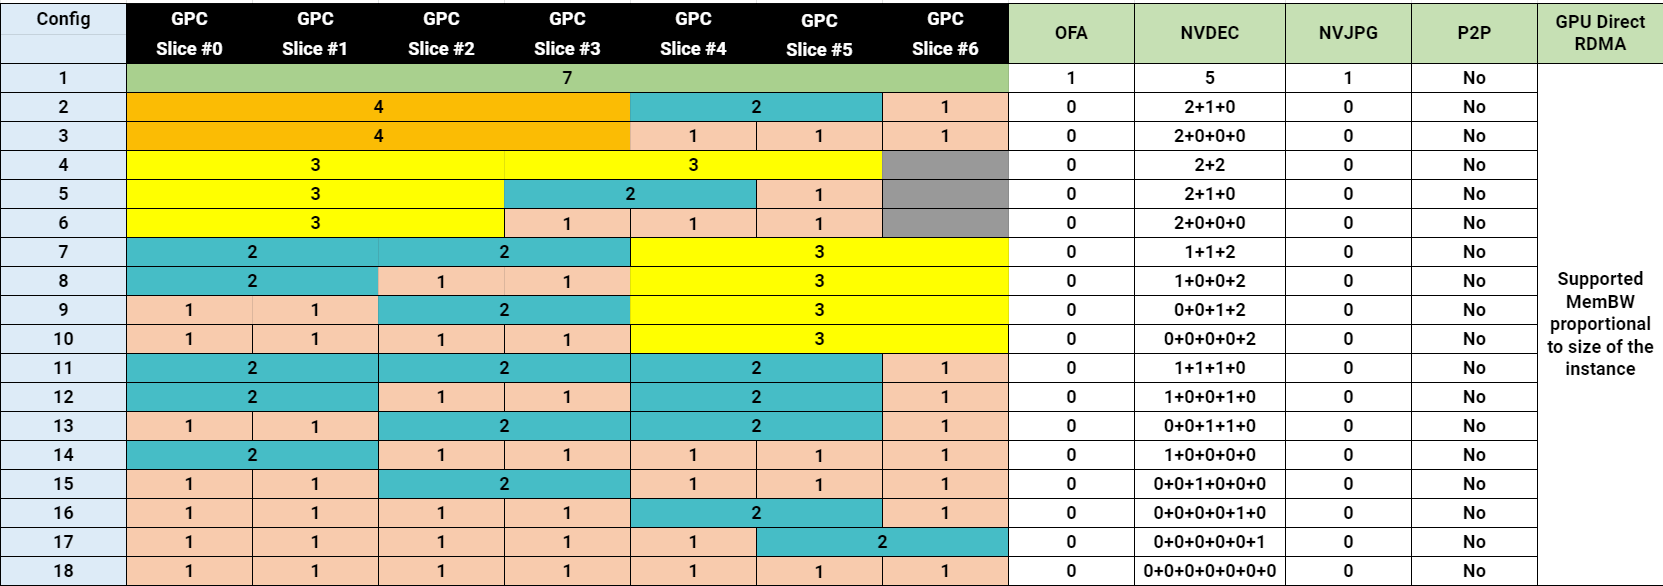 Config GPC Slice #0 GPC Slice #1 GPC Slice #2 GPC Slice #3 GPC Slice #4 GPC Slice #5 GPC Slice #6 OFA NVDEC NVJPG P2P GPU Direct RDMA
1 7 1 5 1 No
2 4 2 1 0 2+1+0 0 No
3 4 1 1 1 0 2+0+0+0 0 No
4 3 3 0 2+2 0 No
5 3 2 1 0 2+1+0 0 No
6 3 1 1 1 0 2+0+0+0 0 No
7 2 2 3 0 1+1+2 0 No
8 2 1 1 3 0 1+0+0+2 0 No
9 1 1 2 3 0 0+0+1+2 0 No
10 1 1 1 1 3 0 0+0+0+0+2 0 No
11 2 2 2 1 0 1+1+1+0 0 No
12 2 1 1 2 1 0 1+0+0+1+0 0 No
13 1 1 2 2 1 0 0+0+1+1+0 0 No
14 2 1 1 1 1 1 0 1+0+0+0+0 0 No
15 1 1 2 1 1 1 0 0+0+1+0+0+0 0 No
16 1 1 1 1 2 1 0 0+0+0+0+1+0 0 No
17 1 1 1 1 1 2 0 0+0+0+0+0+1 0 No
18 1 1 1 1 1 1 1 0 0+0+0+0+0+0+0 0 No
Supported
MemBW
proportional
to size of the
instance